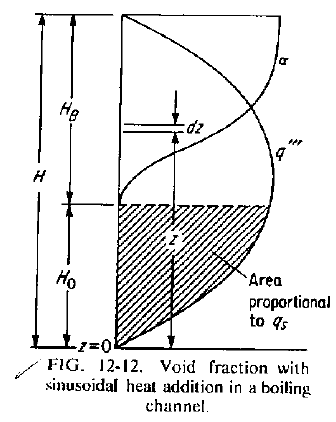 α
H_B
dz
q'''
H
z
H_o
Area
proportional
to q_s
z=0
FIG. 12-12. Void fraction with
sinusoidal heat addition in a boiling
channel.